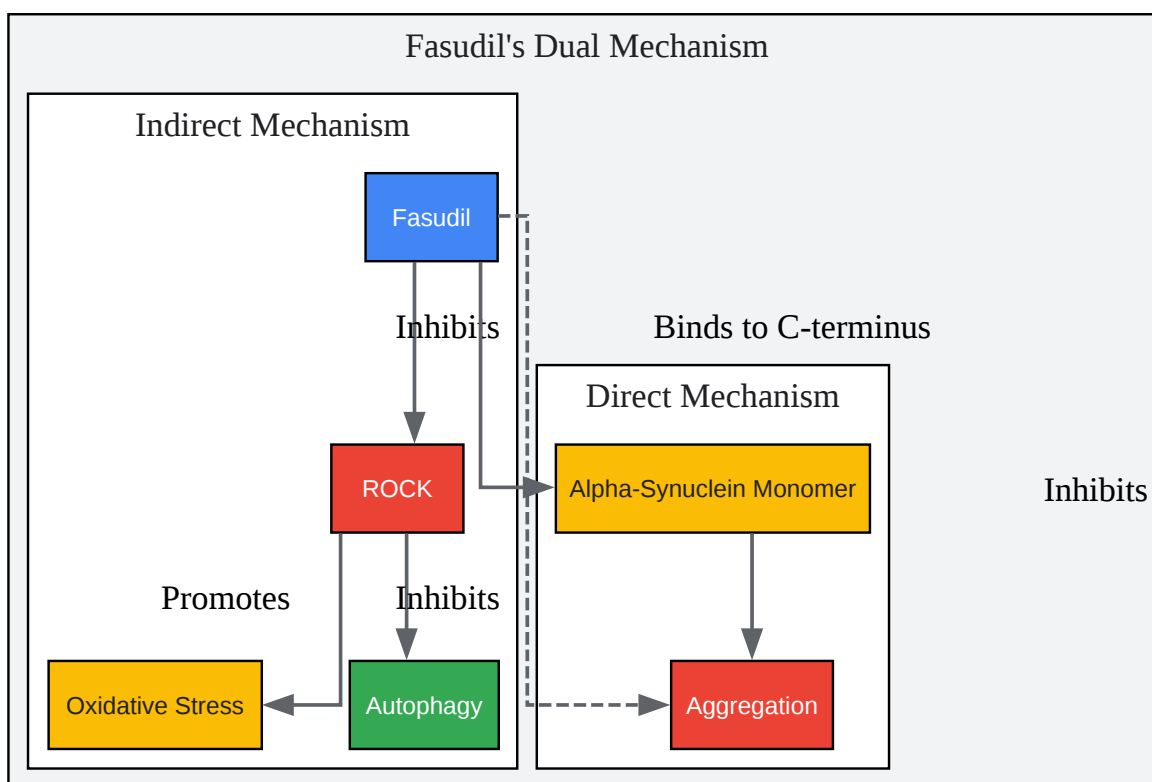 Fasudil's Dual Mechanism
Indirect Mechanism
Fasudil
Inhibits
Binds to C-terminus
Direct Mechanism
ROCK
Alpha-Synuclein Monomer
Inhibits
Promotes
Inhibits
Oxidative Stress
Autophagy
Aggregation